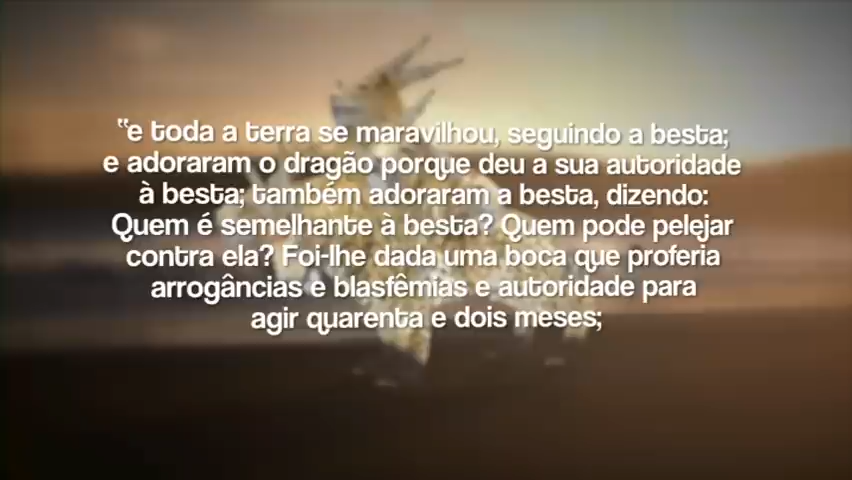 “e toda a terra se maravilhou, seguindo a besta;
e adoraram o dragão porque deu a sua autoridade
à besta; também adoraram a besta, dizendo:
Quem é semelhante à besta? Quem pode pelejar
contra ela? Foi-lhe dada uma boca que proferia
arrogâncias e blasfêmias e autoridade para
agir quarenta e dois meses;